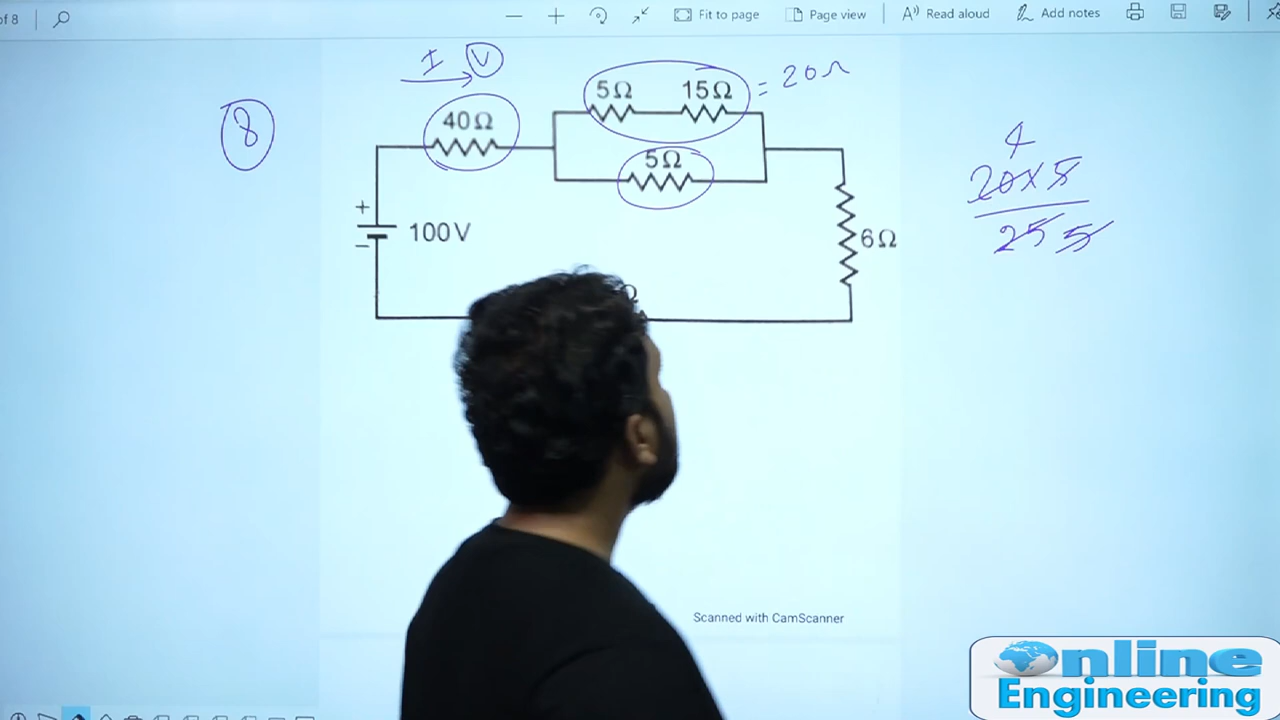 of 8
Fit to page
Page view
Read aloud
Add notes
I V
8
5Ω 15Ω = 20Ω
40Ω
5Ω
4
20×5
25 5
+
100V
−
6Ω
Ω
Scanned with CamScanner
Online
Engineering